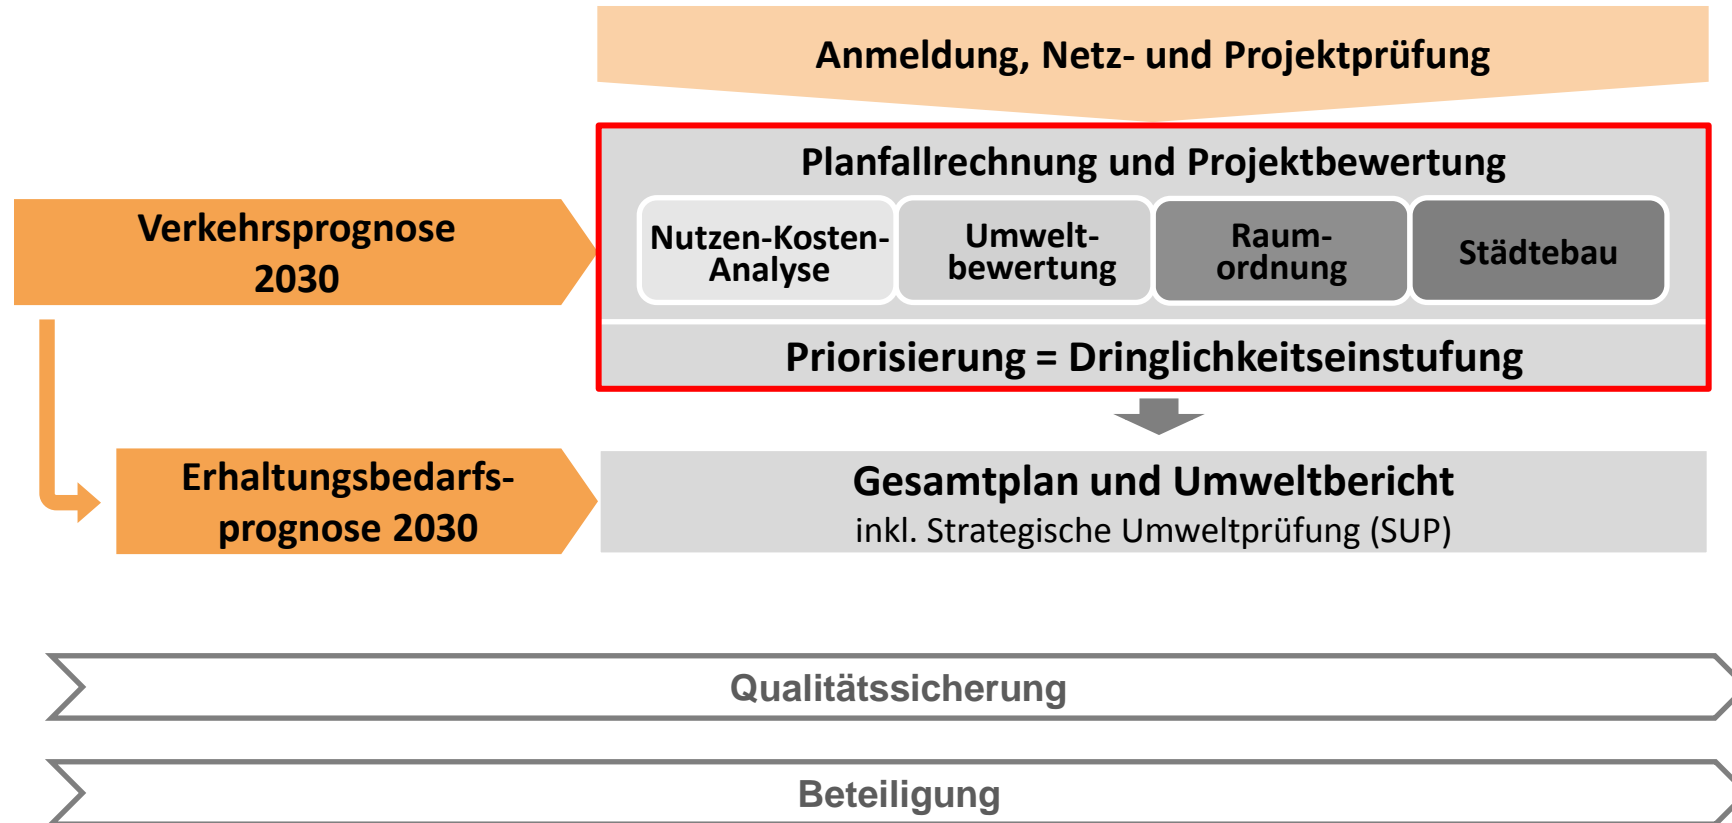 Anmeldung, Netz- und Projektprüfung
Planfallrechnung und Projektbewertung
Verkehrsprognose
2030
Nutzen-Kosten-
Analyse
Umwelt-
bewertung
Raum-
ordnung
Städtebau
Priorisierung = Dringlichkeitseinstufung
Erhaltungsbedarfs-
prognose 2030
Gesamtplan und Umweltbericht
inkl. Strategische Umweltprüfung (SUP)
Qualitätssicherung
Beteiligung